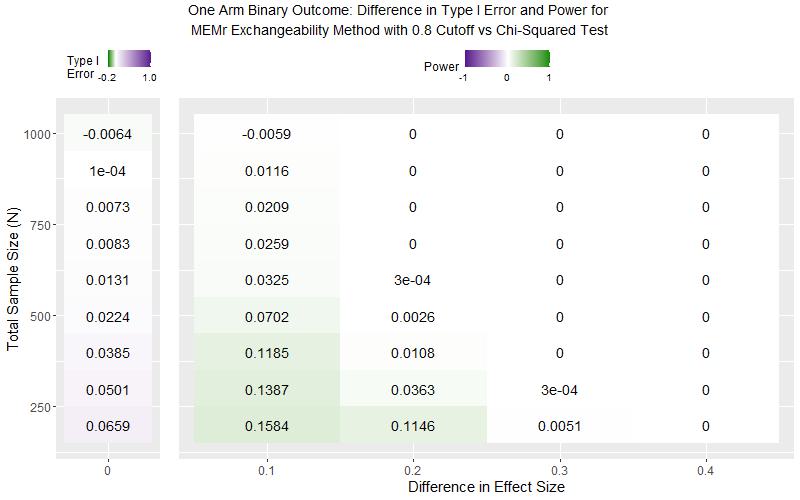 One Arm Binary Outcome: Difference in Type I Error and Power for
MEMr Exchangeability Method with 0.8 Cutoff vs Chi-Squared Test
Type I
Error -0.2 1.0
Power -1 0 1
Total Sample Size (N)
1000 -0.0064 -0.0059 0 0 0
1e-04 0.0116 0 0 0
0.0073 0.0209 0 0 0
750
0.0083 0.0259 0 0 0
0.0131 0.0325 3e-04 0 0
500 0.0224 0.0702 0.0026 0 0
0.0385 0.1185 0.0108 0 0
0.0501 0.1387 0.0363 3e-04 0
250
0.0659 0.1584 0.1146 0.0051 0
0 0.1 0.2 0.3 0.4
Difference in Effect Size